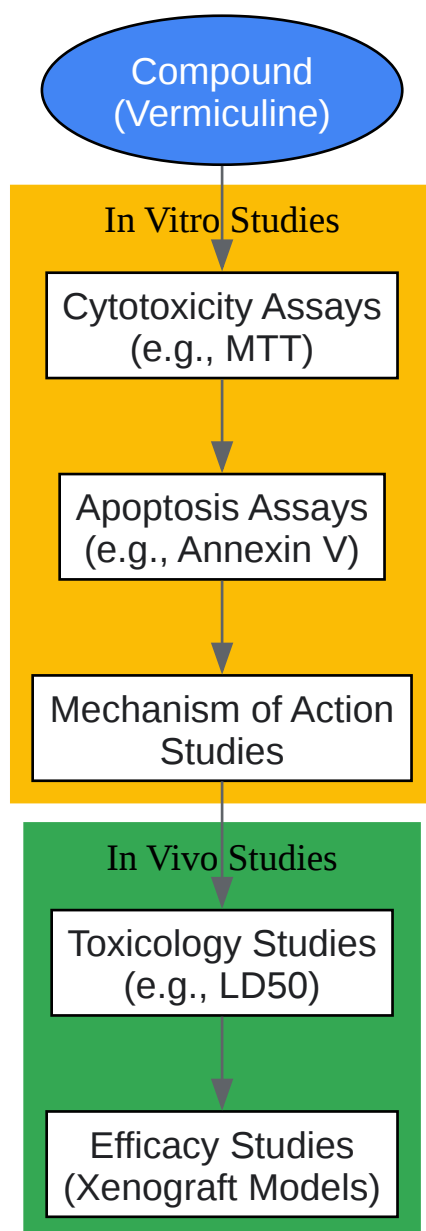 Compound
(Vermiculine)
In Vitro Studies
Cytotoxicity Assays
(e.g., MTT)
Apoptosis Assays
(e.g., Annexin V)
Mechanism of Action
Studies
In Vivo Studies
Toxicology Studies
(e.g., LD50)
Efficacy Studies
(Xenograft Models)